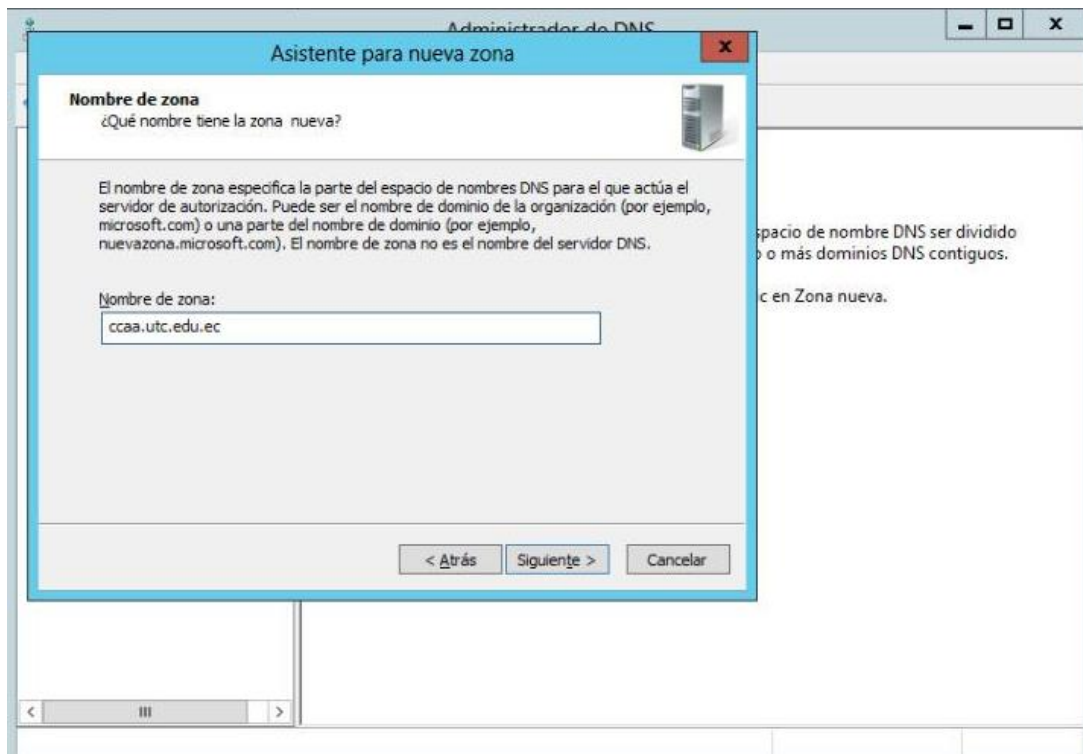 Administrador de DNS
Asistente para nueva zona
Nombre de zona
¿Qué nombre tiene la zona nueva?
El nombre de zona especifica la parte del espacio de nombres DNS para el que actúa el
servidor de autorización. Puede ser el nombre de dominio de la organización (por ejemplo,
microsoft.com) o una parte del nombre de dominio (por ejemplo,
nuevazona.microsoft.com). El nombre de zona no es el nombre del servidor DNS.
Nombre de zona:
ccaa.utc.edu.ec
< Atrás
Siguiente >
Cancelar
de nombre DNS ser dividido
o más dominios DNS contiguos.
en Zona nueva.